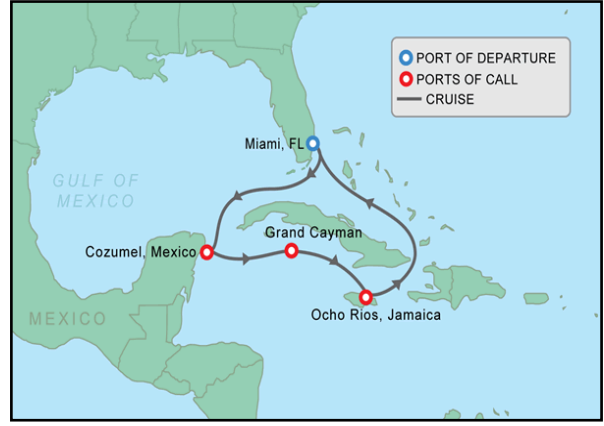 PORT OF DEPARTURE
PORTS OF CALL
CRUISE
Miami, FL
GULF OF
MEXICO
Grand Cayman
Cozumel, Mexico
MEXICO
Ocho Rios, Jamaica